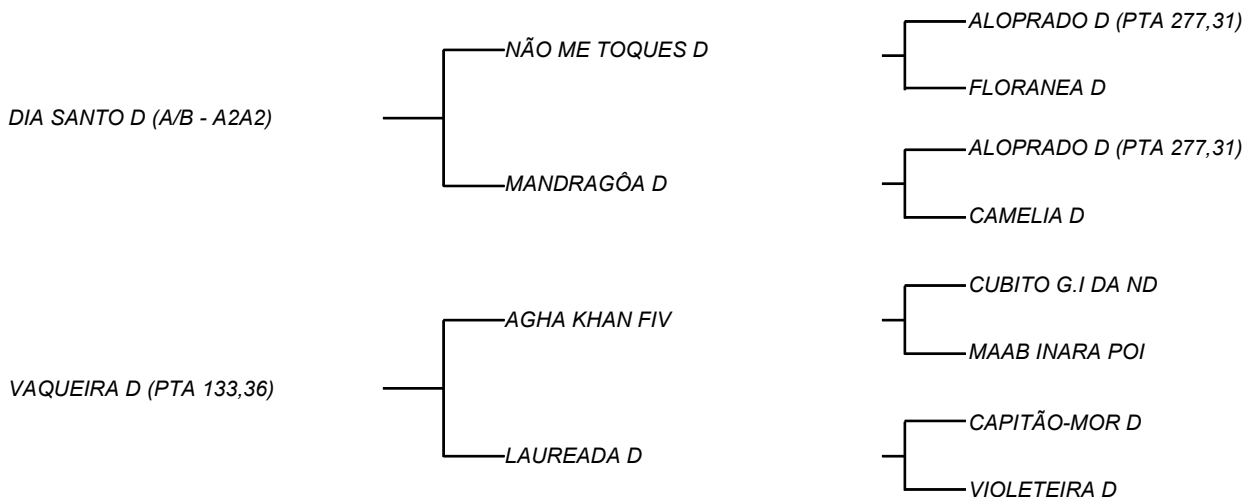 ALOPRADO D (PTA 277,31)
NÃO ME TOQUES D
FLORANEA D
DIA SANTO D (A/B - A2A2)
ALOPRADO D (PTA 277,31)
MANDRAGÔA D
CAMELIA D
CUBITO G.I DA ND
AGHA KHAN FIV
MAAB INARA POI
VAQUEIRA D (PTA 133,36)
CAPITÃO-MOR D
LAUREADA D
VIOLETEIRA D